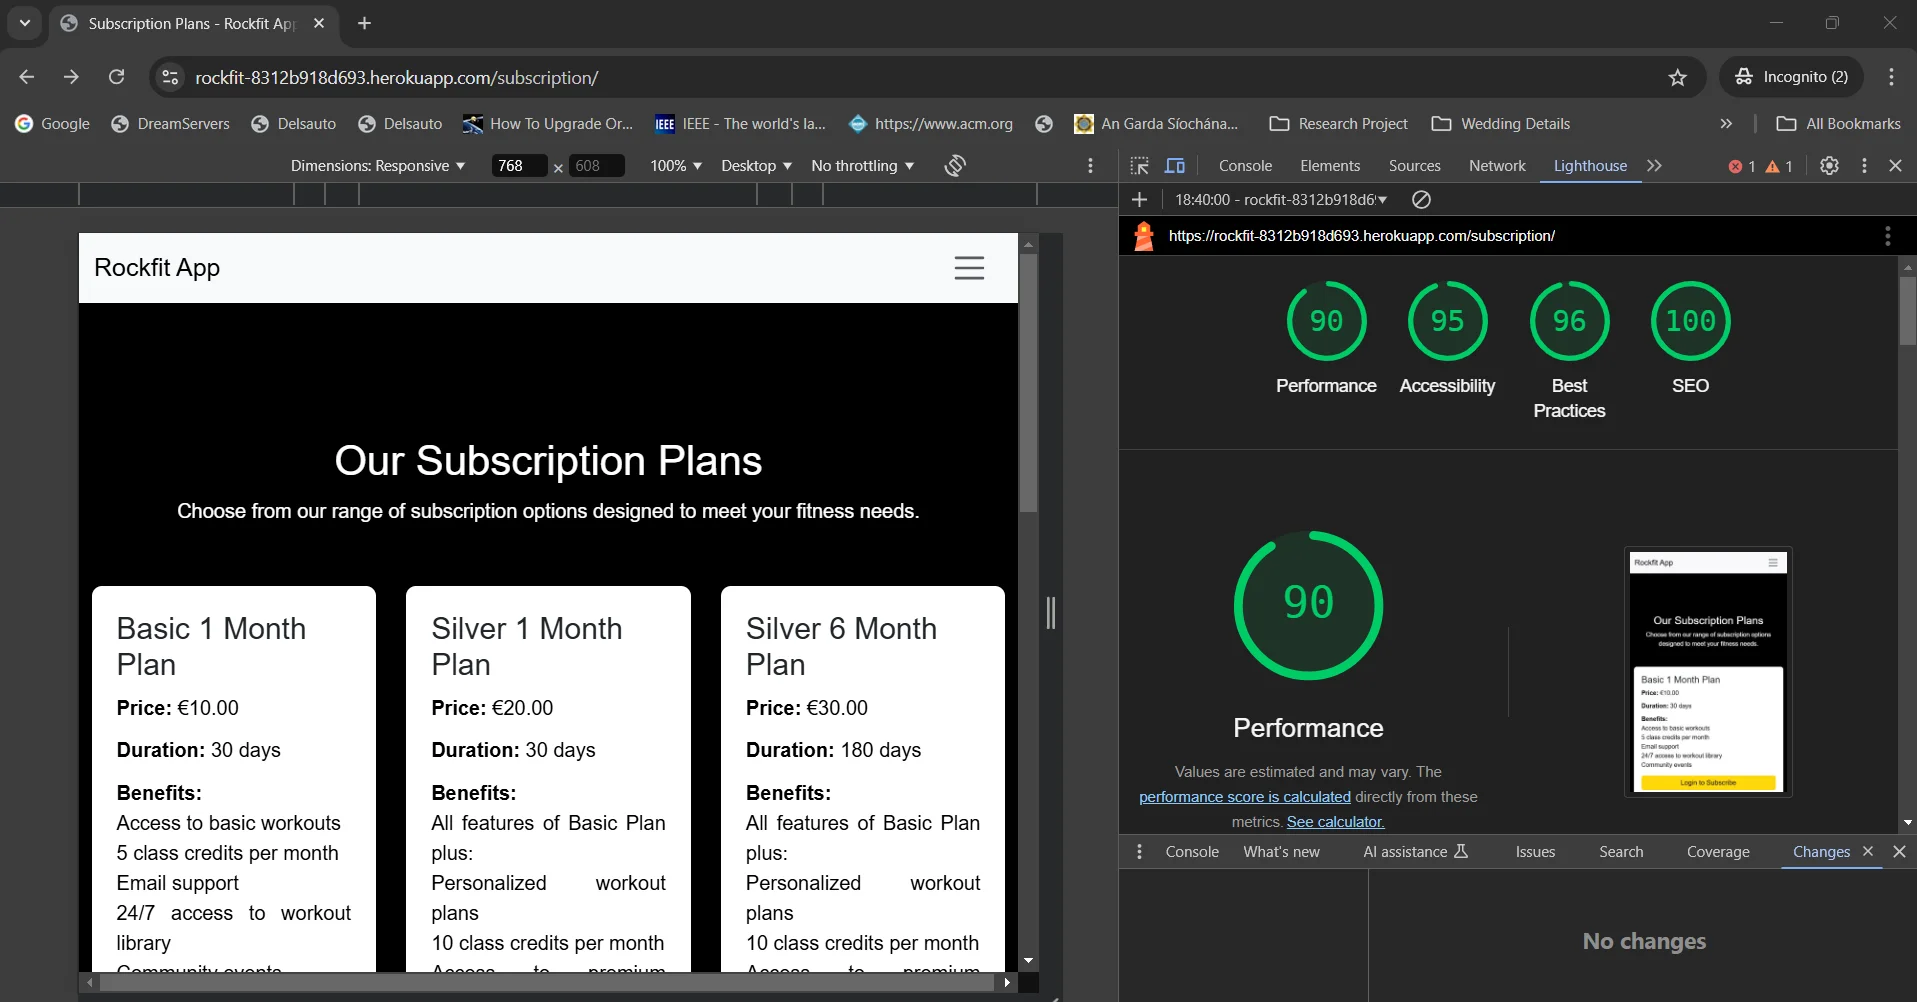 Subscription Plans - Rockfit App
rockfit-8312b918d693.herokuapp.com/subscription/
Incognito (2)
Google
DreamServers
Delsauto
Delsauto
How To Upgrade Or...
IEEE
IEEE - The world's la...
https://www.acm.org
An Garda Síochána...
Research Project
Wedding Details
All Bookmarks
Dimensions: Responsive
768 x 608
100%
Desktop
No throttling
Console
Elements
Sources
Network
Lighthouse
1
1
18:40:00 - rockfit-8312b918d6
https://rockfit-8312b918d693.herokuapp.com/subscription/
Rockfit App
Our Subscription Plans
Choose from our range of subscription options designed to meet your fitness needs.
Basic 1 Month
Plan
Price: €10.00
Duration: 30 days
Benefits:
Access to basic workouts
5 class credits per month
Email support
24/7 access to workout
library
Community events
Silver 1 Month
Plan
Price: €20.00
Duration: 30 days
Benefits:
All features of Basic Plan
plus:
Personalized workout
plans
10 class credits per month
Access to premium
Silver 6 Month
Plan
Price: €30.00
Duration: 180 days
Benefits:
All features of Basic Plan
plus:
Personalized workout
plans
10 class credits per month
Access to premium
90
Performance
95
Accessibility
96
Best
Practices
100
SEO
90
Performance
Values are estimated and may vary. The
performance score is calculated directly from these
metrics. See calculator.
Rockfit App
Our Subscription Plans
Choose from our range of subscription options
designed to meet your fitness needs.
Basic 1 Month Plan
Price: €10.00
Duration: 30 days
Benefits:
Access to basic workouts
5 class credits per month
Email support
24/7 access to workout library
Community events
Login to Subscribe
Console
What's new
AI assistance
Issues
Search
Coverage
Changes
No changes